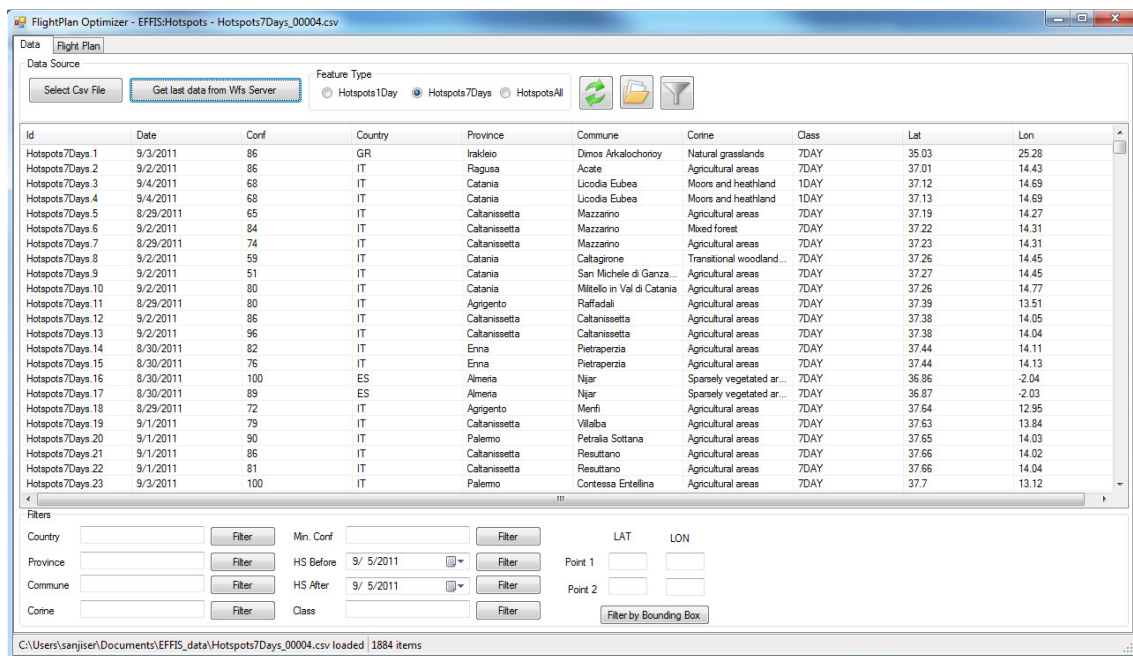 FlightPlan Optimizer - EFFIS:Hotspots - Hotspots7Days_00004.csv
Data Flight Plan
Data Source
Select Csv File Get last data from Wfs Server Feature Type Hotspots1Day Hotspots7Days HotspotsAll
Id Date Conf Country Province Commune Corine Class Lat Lon
Hotspots7Days.1 9/3/2011 86 GR Irakleio Dimos Arkalochorioy Natural grasslands 7DAY 35.03 25.28
Hotspots7Days.2 9/2/2011 86 IT Ragusa Acate Agricultural areas 7DAY 37.01 14.43
Hotspots7Days.3 9/4/2011 68 IT Catania Licodia Eubea Moors and heathland 1DAY 37.12 14.69
Hotspots7Days.4 9/4/2011 68 IT Catania Licodia Eubea Moors and heathland 1DAY 37.13 14.69
Hotspots7Days.5 8/29/2011 65 IT Caltanissetta Mazzarino Agricultural areas 7DAY 37.19 14.27
Hotspots7Days.6 9/2/2011 84 IT Caltanissetta Mazzarino Mixed forest 7DAY 37.22 14.31
Hotspots7Days.7 8/29/2011 74 IT Caltanissetta Mazzarino Agricultural areas 7DAY 37.23 14.31
Hotspots7Days.8 9/2/2011 59 IT Catania Caltagirone Transitional woodland... 7DAY 37.26 14.45
Hotspots7Days.9 9/2/2011 51 IT Catania San Michele di Ganza... Agricultural areas 7DAY 37.27 14.45
Hotspots7Days.10 9/2/2011 80 IT Catania Militello in Val di Catania Agricultural areas 7DAY 37.26 14.77
Hotspots7Days.11 8/29/2011 80 IT Agrigento Raffadali Agricultural areas 7DAY 37.39 13.51
Hotspots7Days.12 9/2/2011 86 IT Caltanissetta Caltanissetta Agricultural areas 7DAY 37.38 14.05
Hotspots7Days.13 9/2/2011 96 IT Caltanissetta Caltanissetta Agricultural areas 7DAY 37.38 14.04
Hotspots7Days.14 8/30/2011 82 IT Enna Pietraperzia Agricultural areas 7DAY 37.44 14.11
Hotspots7Days.15 8/30/2011 76 IT Enna Pietraperzia Agricultural areas 7DAY 37.44 14.13
Hotspots7Days.16 8/30/2011 100 ES Almeria Nijar Sparsely vegetated ar... 7DAY 36.86 -2.04
Hotspots7Days.17 8/30/2011 89 ES Almeria Nijar Sparsely vegetated ar... 7DAY 36.87 -2.03
Hotspots7Days.18 8/29/2011 72 IT Agrigento Menfi Agricultural areas 7DAY 37.64 12.95
Hotspots7Days.19 9/1/2011 79 IT Caltanissetta Villalba Agricultural areas 7DAY 37.63 13.84
Hotspots7Days.20 9/1/2011 90 IT Palermo Petralia Sottana Agricultural areas 7DAY 37.65 14.03
Hotspots7Days.21 9/1/2011 86 IT Caltanissetta Resuttano Agricultural areas 7DAY 37.66 14.02
Hotspots7Days.22 9/1/2011 81 IT Caltanissetta Resuttano Agricultural areas 7DAY 37.66 14.04
Hotspots7Days.23 9/3/2011 100 IT Palermo Contessa Entellina Agricultural areas 7DAY 37.7 13.12
Filters
Country Filter Min. Conf Filter LAT LON
Province Filter HS Before 9/ 5/2011 Filter Point 1
Commune Filter HS After 9/ 5/2011 Filter Point 2
Corine Filter Class Filter Filter by Bounding Box
C:\Users\sanjiser\Documents\EFFIS_data\Hotspots7Days_00004.csv loaded 1884 items